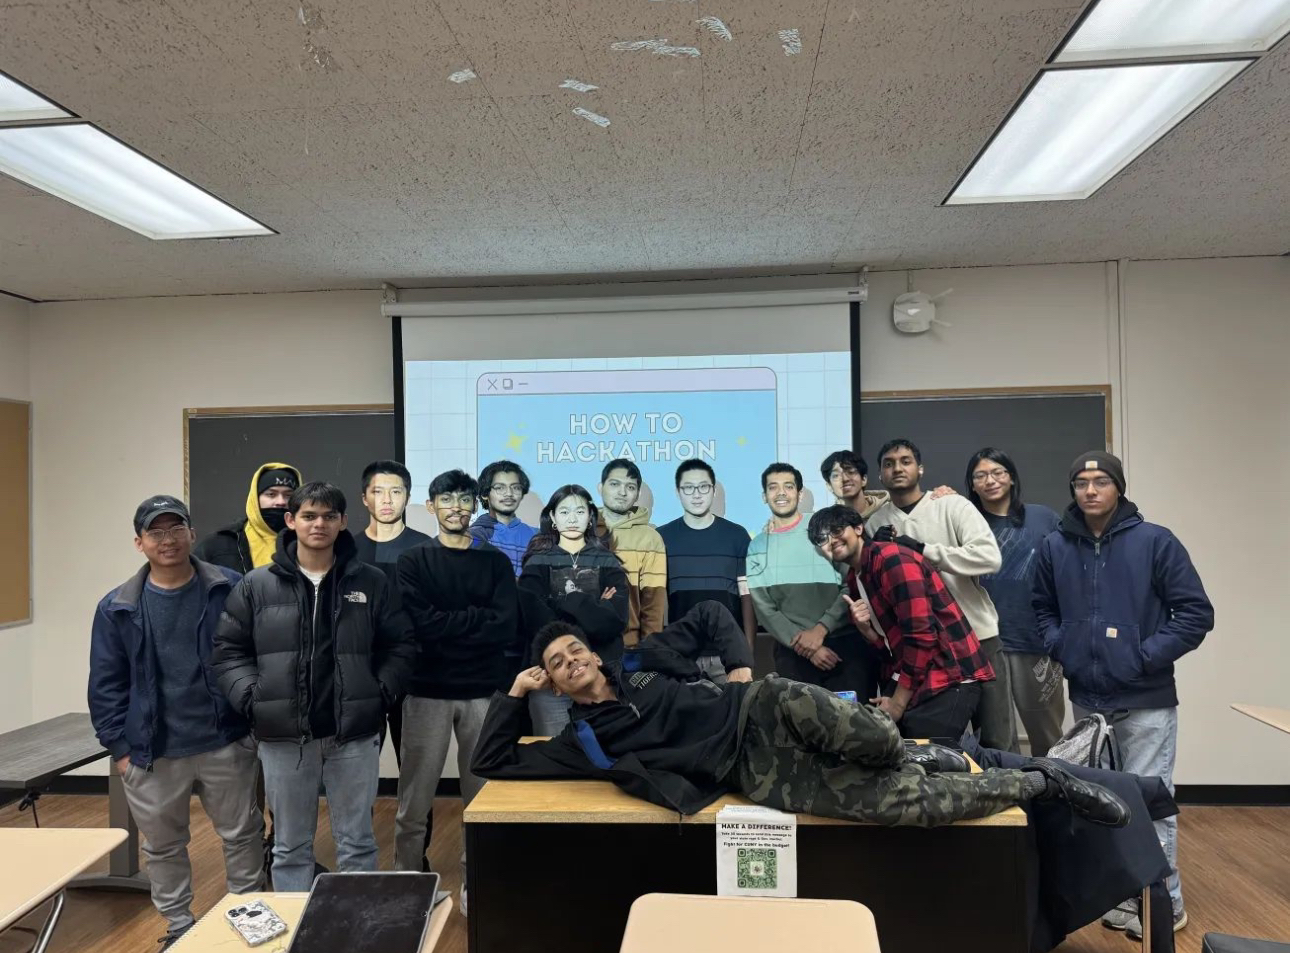 HOW TO
HACKATHON
THE
NORTH
FACE
MAKE A DIFFERENCE!
Fight for CUNY in the budget!